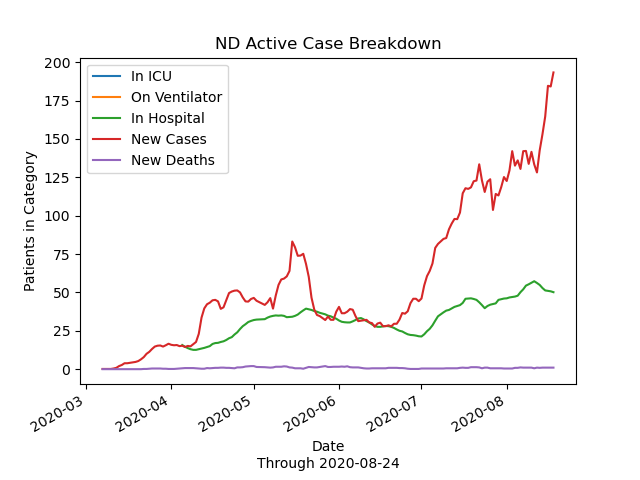 ND Active Case Breakdown
In ICU
On Ventilator
In Hospital
New Cases
New Deaths
Patients in Category
200
175
150
125
100
75
50
25
0
2020-03
2020-04
2020-05
2020-06
2020-07
2020-08
Date
Through 2020-08-24